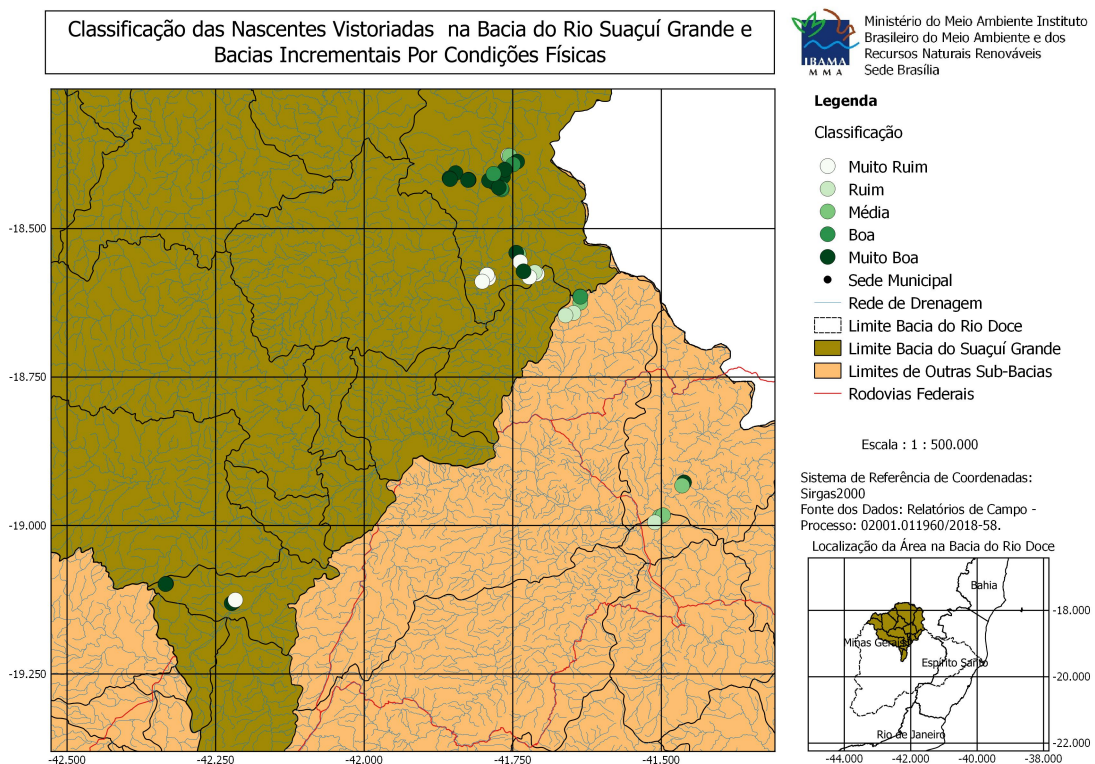 Classificação das Nascentes Vistoriadas na Bacia do Rio Suaçuí Grande e
Bacias Incrementais Por Condições Físicas
IBAMA
M M A
Ministério do Meio Ambiente Instituto
Brasileiro do Meio Ambiente e dos
Recursos Naturais Renováveis
Sede Brasília
Legenda
Classificação
Muito Ruim
Ruim
Média
Boa
Muito Boa
Sede Municipal
Rede de Drenagem
Limite Bacia do Rio Doce
Limite Bacia do Suaçuí Grande
Limites de Outras Sub-Bacias
Rodovias Federais
Escala : 1 : 500.000
Sistema de Referência de Coordenadas:
Sirgas2000
Fonte dos Dados: Relatórios de Campo -
Processo: 02001.011960/2018-58.
Localização da Área na Bacia do Rio Doce
Bahia
Minas Gerais
Espírito Santo
Rio de Janeiro
-18.000
-20.000
-22.000
-44.000 -42.000 -40.000 -38.000
-18.500
-18.750
-19.000
-19.250
-42.500 -42.250 -42.000 -41.750 -41.500